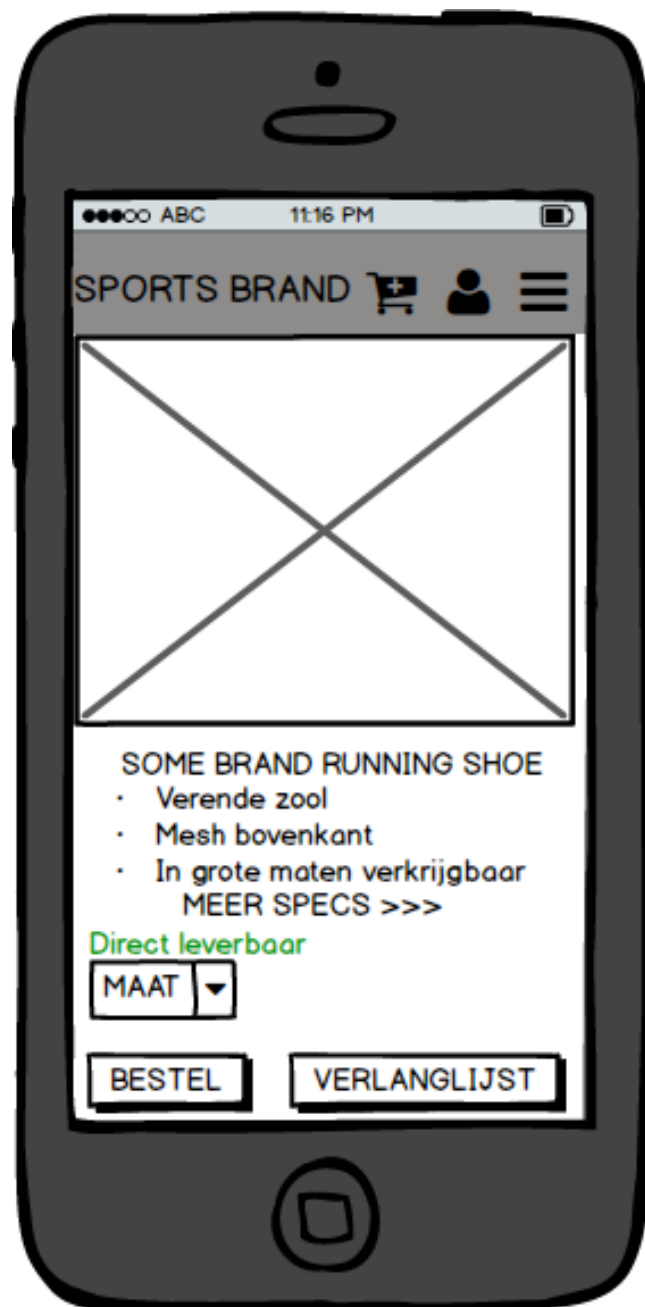 ABC 11:16 PM
SPORTS BRAND
SOME BRAND RUNNING SHOE
· Verende zool
· Mesh bovenkant
· In grote maten verkrijgbaar
MEER SPECS >>>
Direct leverbaar
MAAT
BESTEL VERLANGLIJST